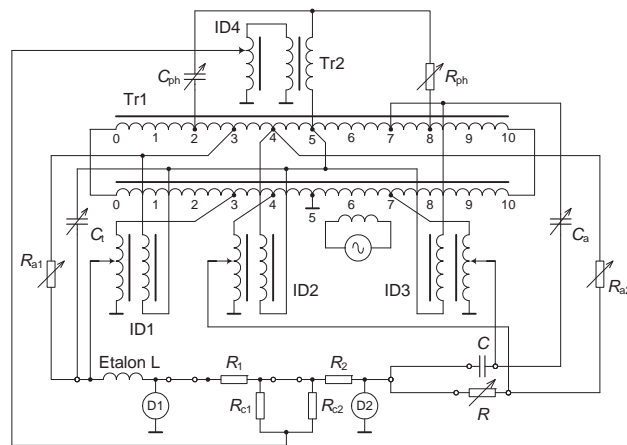 ID4
Tr2
C_ph
R_ph
Tr1
0 1 2 3 4 5 6 7 8 9 10
0 1 2 3 4 5 6 7 8 9 10
C_t
C_a
R_a1
R_a2
ID1
ID2
ID3
Etalon L
R_1
R_2
C
D1
R_c1
R_c2
D2
R